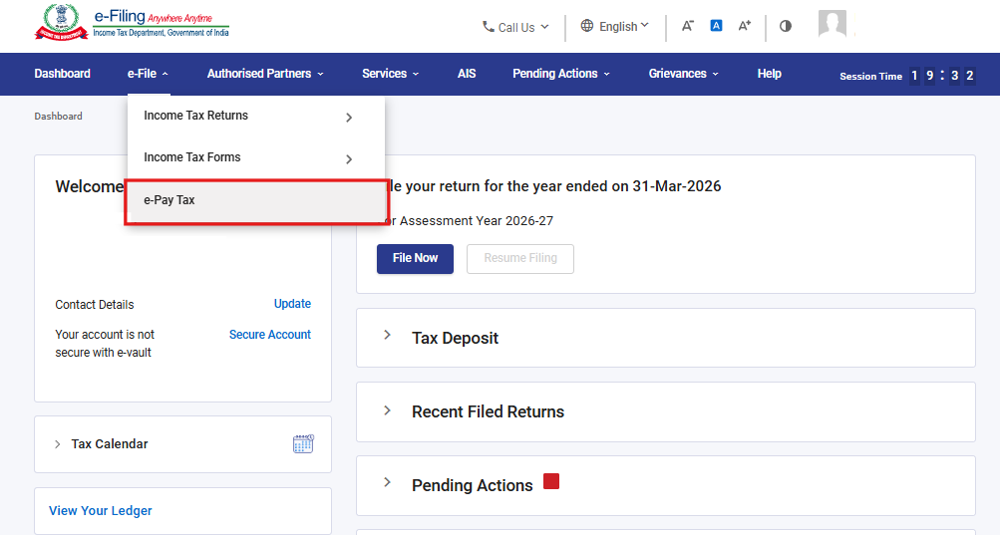 e-Filing Anywhere Anytime
Income Tax Department, Government of India
Call Us
English
A-
A
A+
Dashboard
e-File
Authorised Partners
Services
AIS
Pending Actions
Grievances
Help
Session Time 19:32
Dashboard
Income Tax Returns
Income Tax Forms
e-Pay Tax
Welcome
le your return for the year ended on 31-Mar-2026
or Assessment Year 2026-27
File Now
Resume Filing
Contact Details
Update
Your account is not
secure with e-vault
Secure Account
Tax Deposit
Recent Filed Returns
Tax Calendar
Pending Actions
View Your Ledger